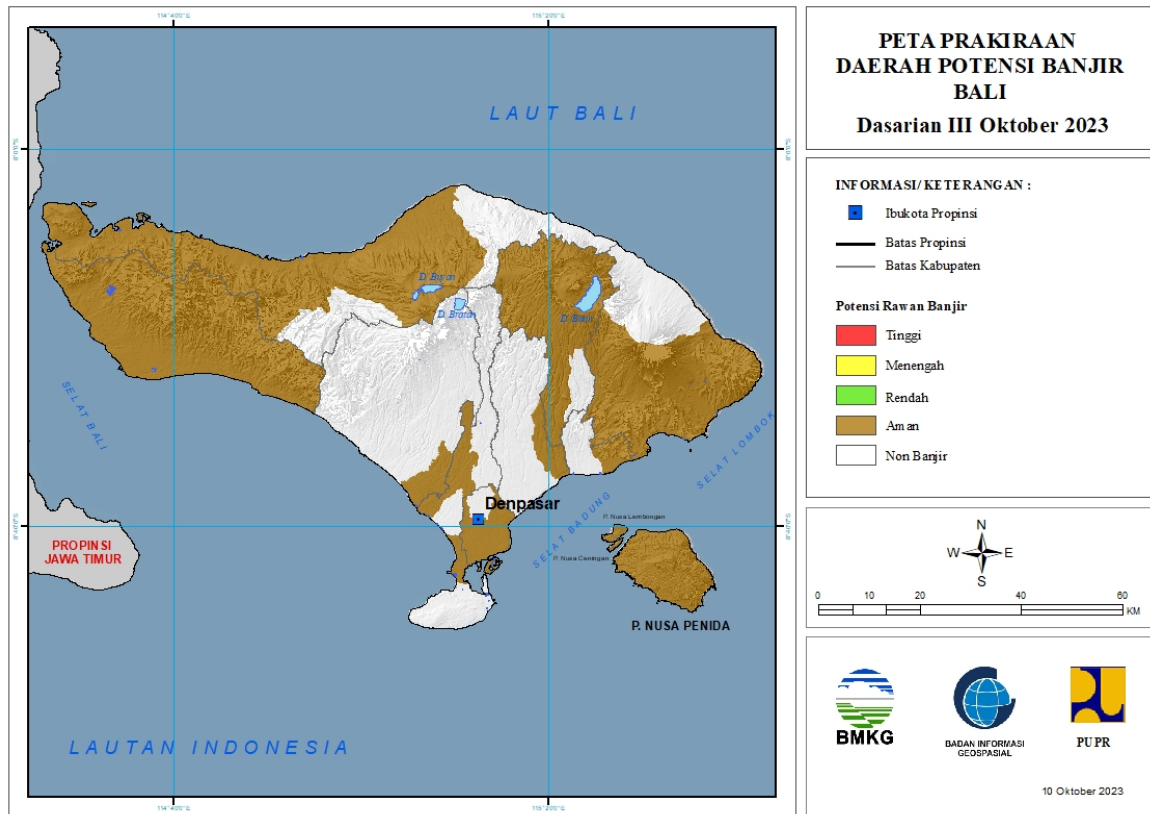 PETA PRAKIRAAN
DAERAH POTENSI BANJIR
BALI
Dasarian III Oktober 2023
INFORMASI/ KETERANGAN :
Ibukota Propinsi
Batas Propinsi
Batas Kabupaten
Potensi Rawan Banjir
Tinggi
Menengah
Rendah
Aman
Non Banjir
N
W E
S
0 10 20 40 60
KM
BMKG
BADAN INFORMASI
GEOSPASIAL
PUPR
10 Oktober 2023
LAUT BALI
D. Buyan
D. Bratan
D. Batur
SELAT BALI
SELAT LOMBOK
Denpasar
SELAT BADUNG
P. Nusa Lembongan
P. Nusa Ceningan
P. NUSA PENIDA
PROPINSI
JAWA TIMUR
LAUTAN INDONESIA